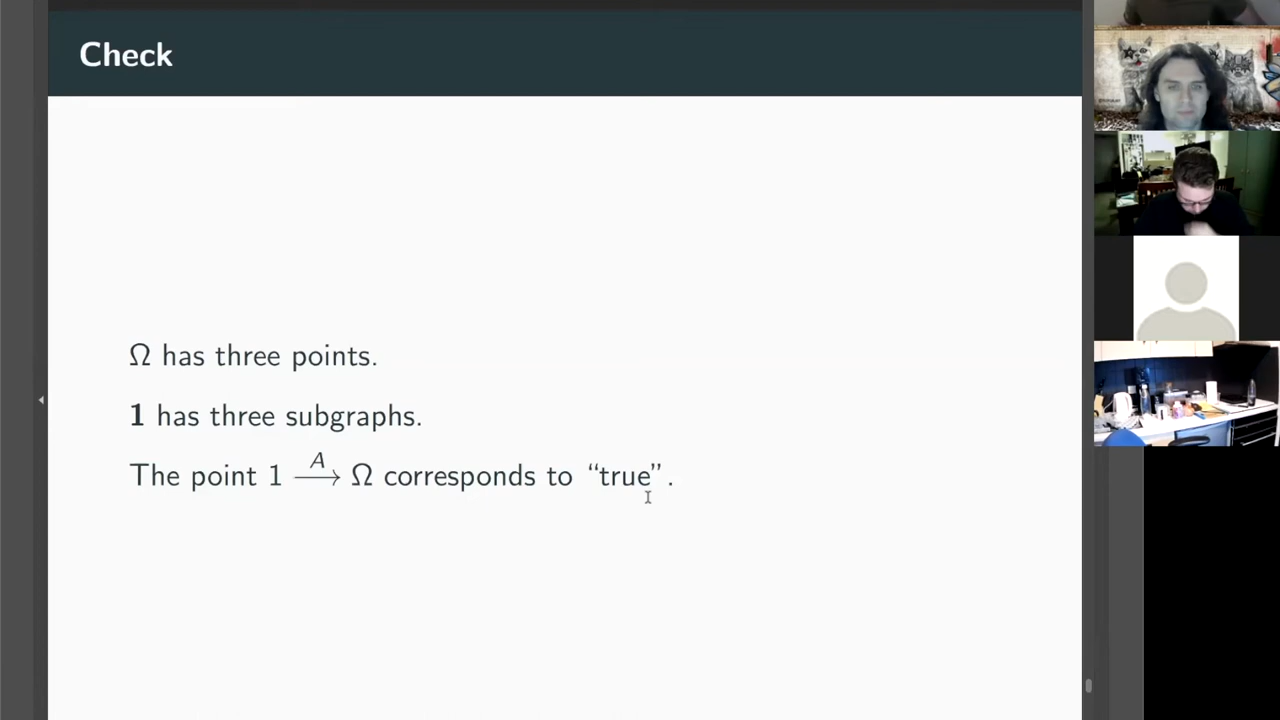 Check
Ω has three points.
1 has three subgraphs.
The point 1 —A→ Ω corresponds to “true”.